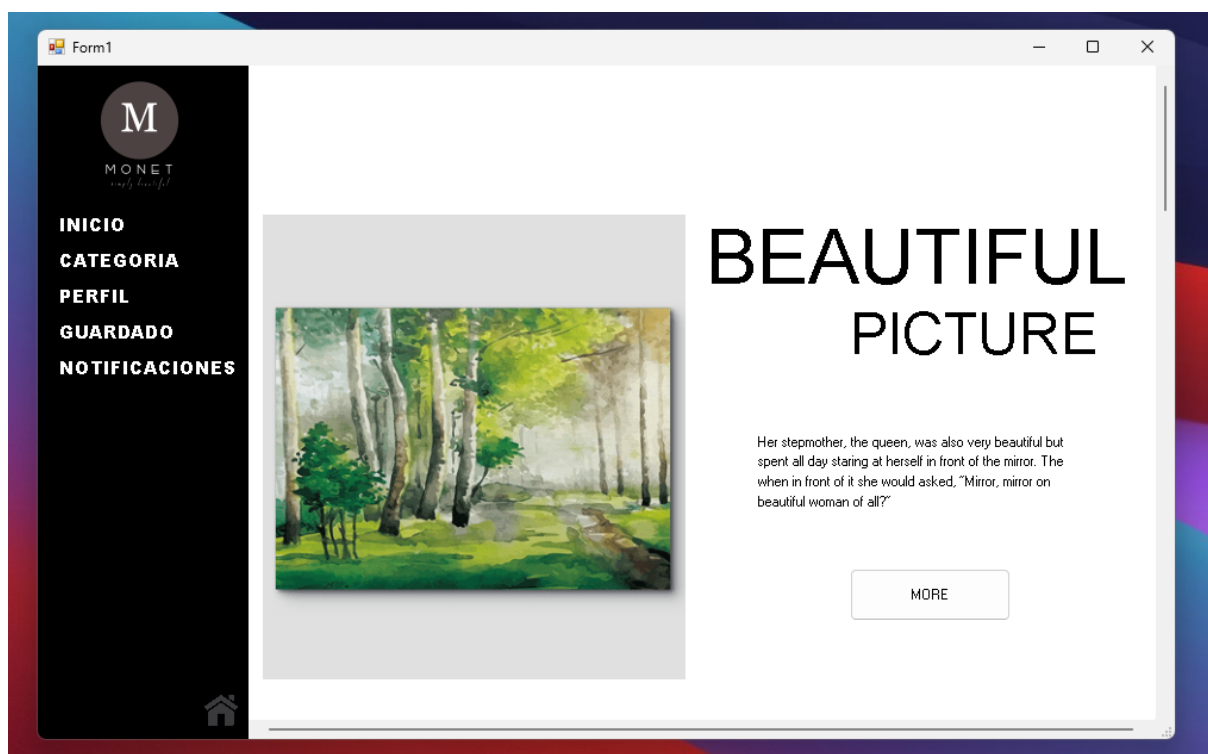 Form1
M
MONET
simply beautiful
INICIO
CATEGORIA
PERFIL
GUARDADO
NOTIFICACIONES
BEAUTIFUL
PICTURE
Her stepmother, the queen, was also very beautiful but
spent all day staring at herself in front of the mirror. The
when in front of it she would asked, "Mirror, mirror on
beautiful woman of all?"
MORE